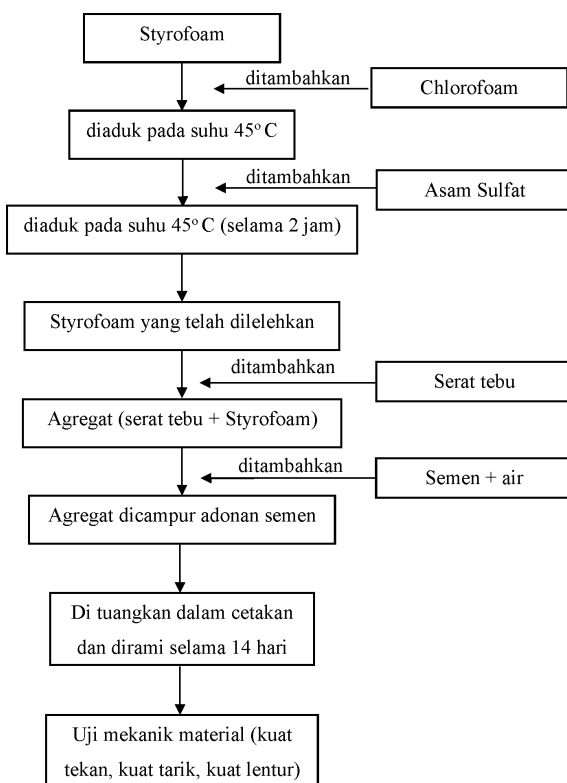 Styrofoam
ditambahkan
Chlorofoam
diaduk pada suhu 45° C
ditambahkan
Asam Sulfat
diaduk pada suhu 45° C (selama 2 jam)
Styrofoam yang telah dilelehkan
ditambahkan
Serat tebu
Agregat (serat tebu + Styrofoam)
ditambahkan
Semen + air
Agregat dicampur adonan semen
Di tuangkan dalam cetakan
dan dirami selama 14 hari
Uji mekanik material (kuat
tekan, kuat tarik, kuat lentur)